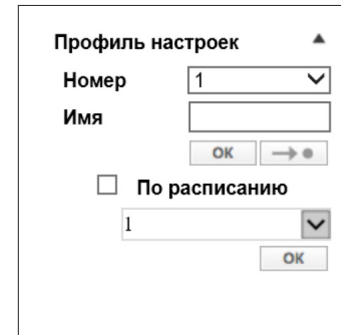 Профиль настроек
Номер 1
Имя
OK
По расписанию
1
OK